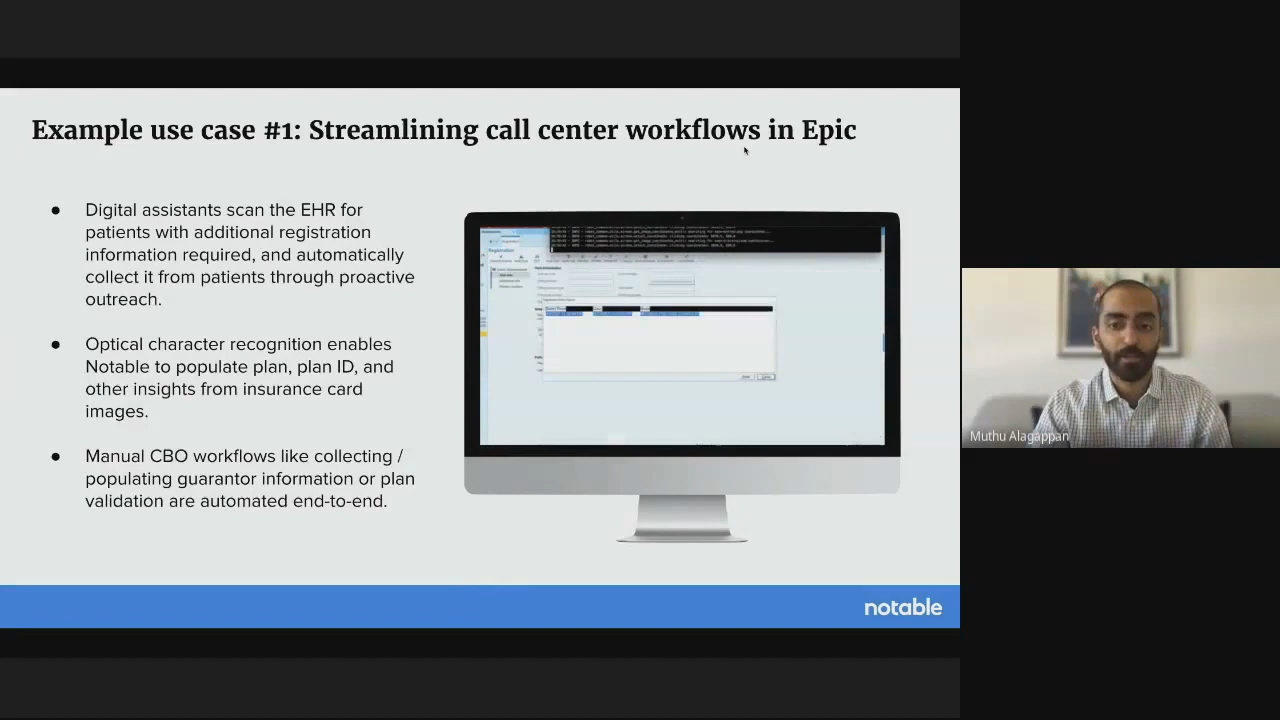 Example use case #1: Streamlining call center workflows in Epic
● Digital assistants scan the EHR for
patients with additional registration
information required, and automatically
collect it from patients through proactive
outreach.
● Optical character recognition enables
Notable to populate plan, plan ID, and
other insights from insurance card
images.
● Manual CBO workflows like collecting /
populating guarantor information or plan
validation are automated end-to-end.
Registration
notable
Muthu Alagappan